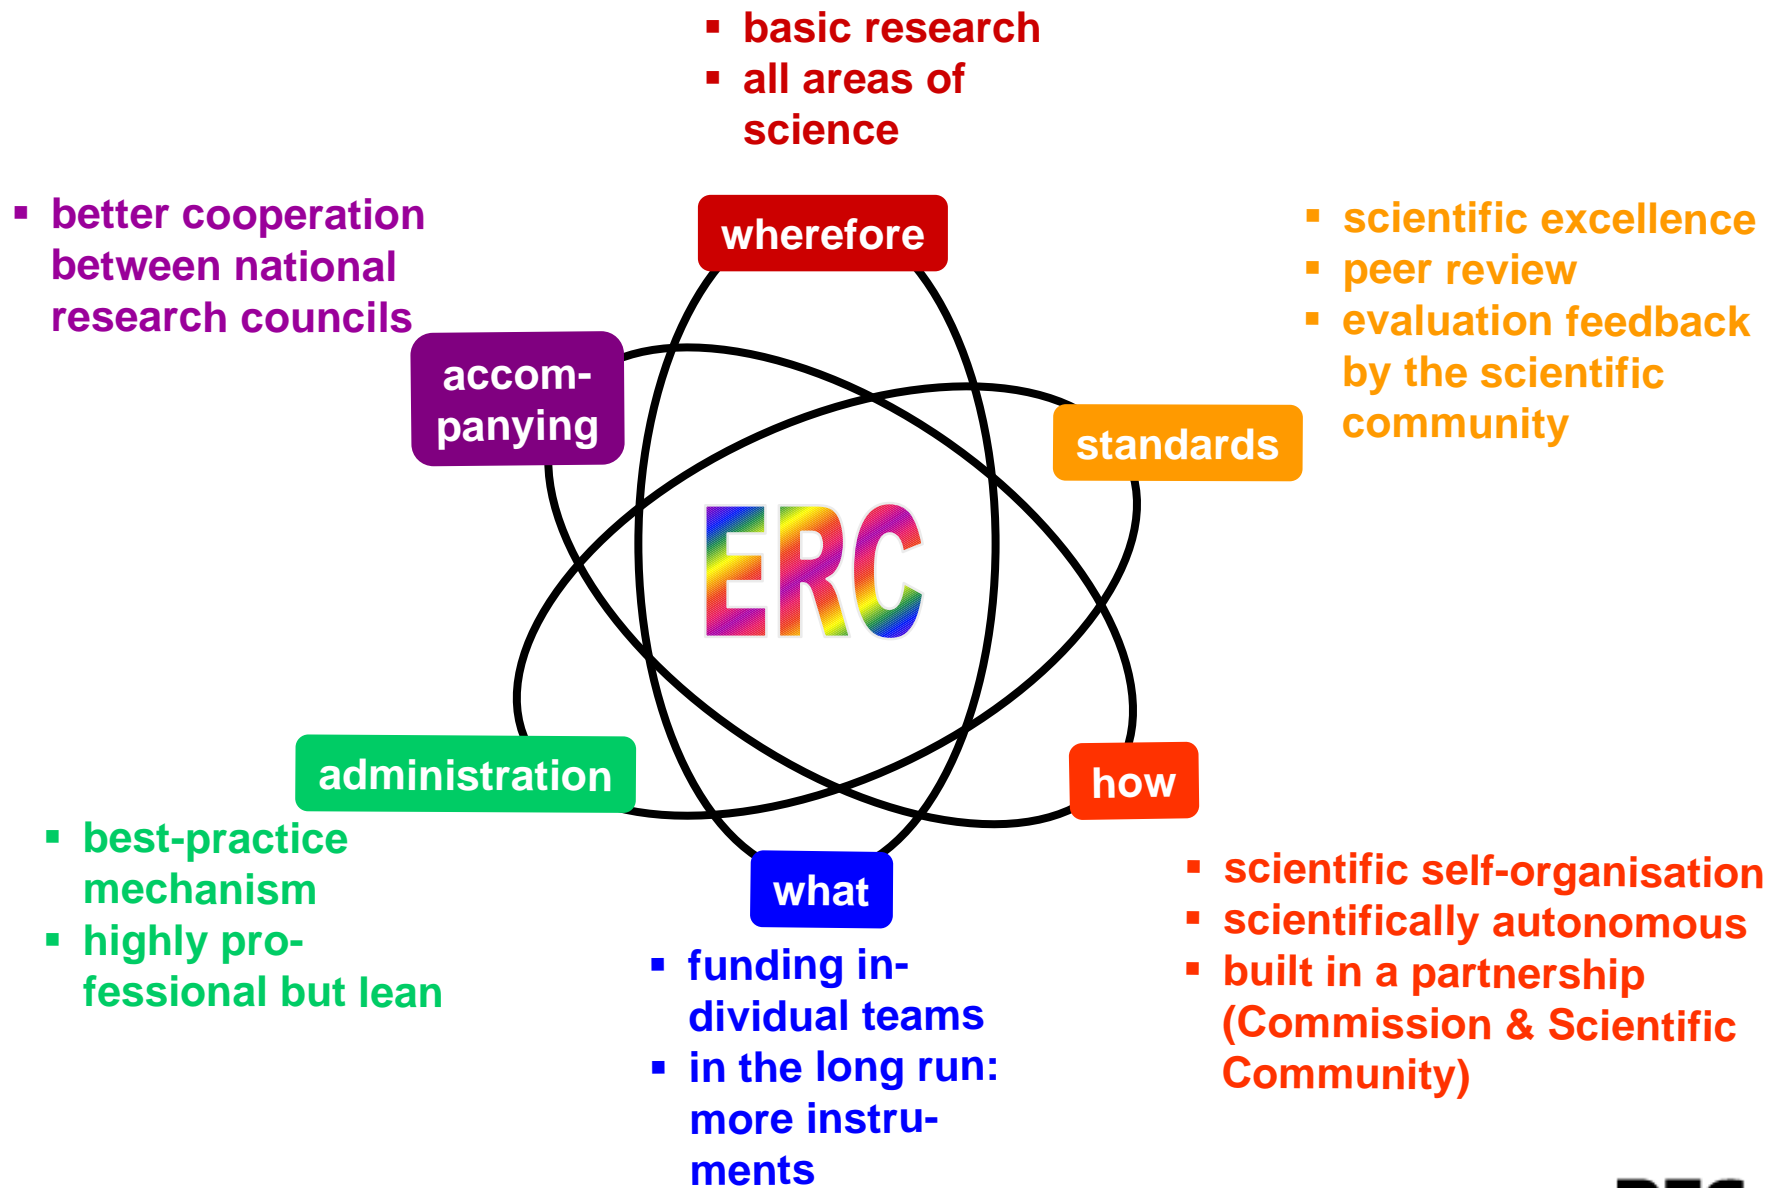 ▪ basic research
▪ all areas of
science
wherefore
▪ better cooperation
between national
research councils
accom-
panying
▪ scientific excellence
▪ peer review
▪ evaluation feedback
by the scientific
community
standards
ERC
administration
▪ best-practice
mechanism
▪ highly pro-
fessional but lean
what
▪ funding in-
dividual teams
▪ in the long run:
more instru-
ments
how
▪ scientific self-organisation
▪ scientifically autonomous
▪ built in a partnership
(Commission & Scientific
Community)